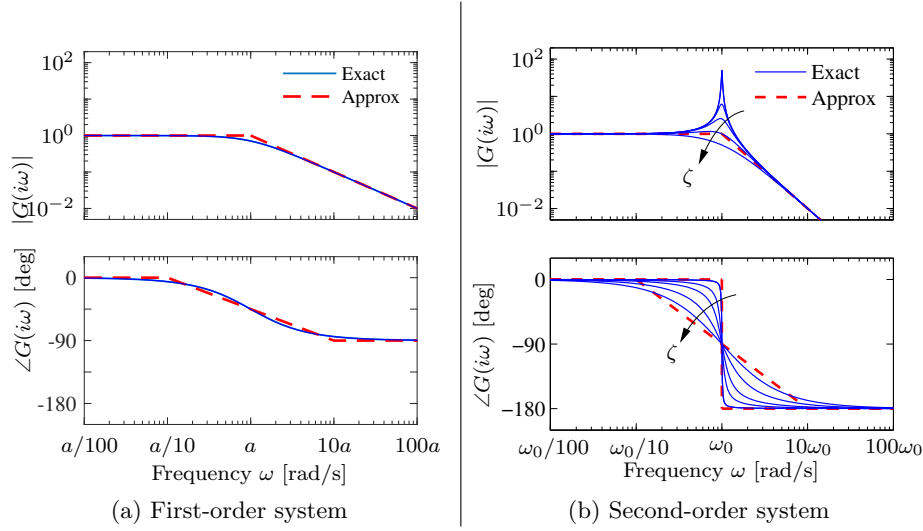 10^2
10^0
10^{-2}
|G(iω)|
Exact
Approx
0
-90
-180
∠G(iω) [deg]
a/100
a/10
a
10a
100a
Frequency ω [rad/s]
(a) First-order system
10^2
10^0
10^{-2}
|G(iω)|
Exact
Approx
ζ
0
−90
−180
∠G(iω) [deg]
ζ
ω₀/100
ω₀/10
ω₀
10ω₀
100ω₀
Frequency ω [rad/s]
(b) Second-order system